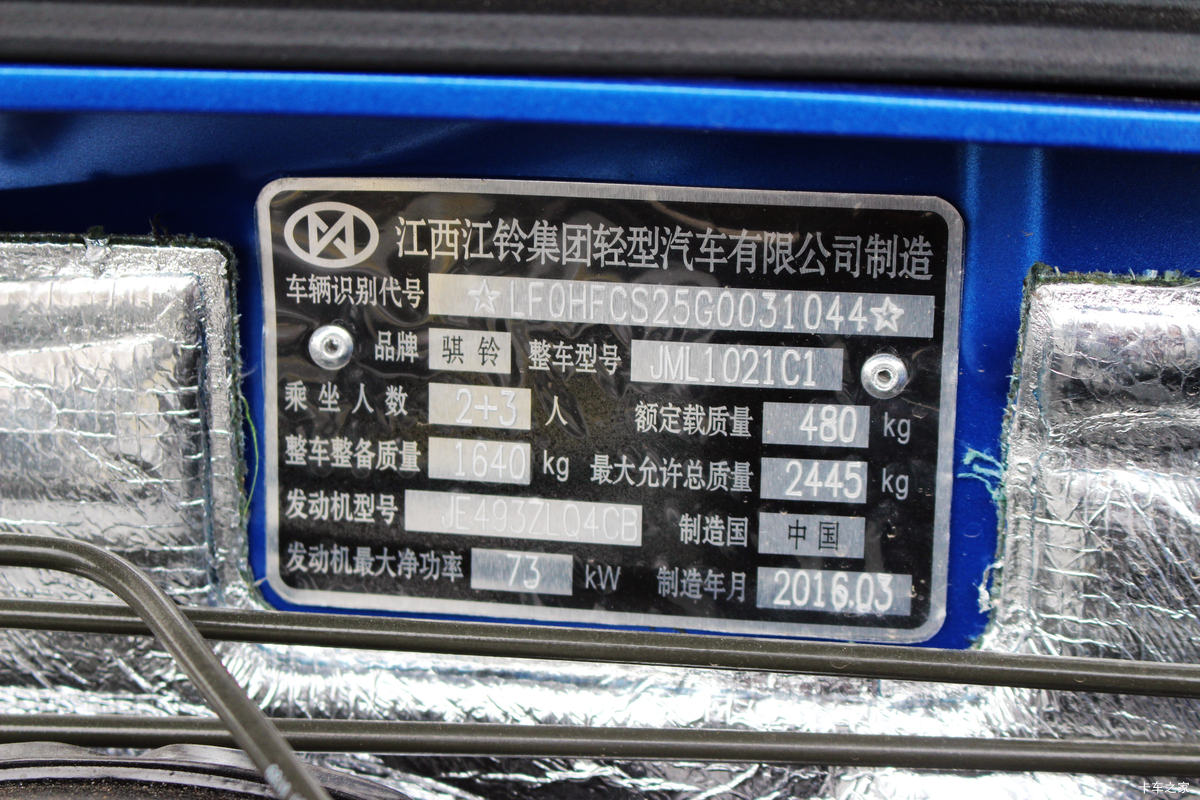 江西江铃集团轻型汽车有限公司制造
车辆识别代号 ☆LF0HFCS25G0031044☆
品牌 骐铃 整车型号 JML1021C1
乘坐人数 2+3 人 额定载质量 480 kg
整车整备质量 1640 kg 最大允许总质量 2445 kg
发动机型号 JE493ZLQ4CB 制造国 中国
发动机最大净功率 73 kW 制造年月 2016.03
卡车之家